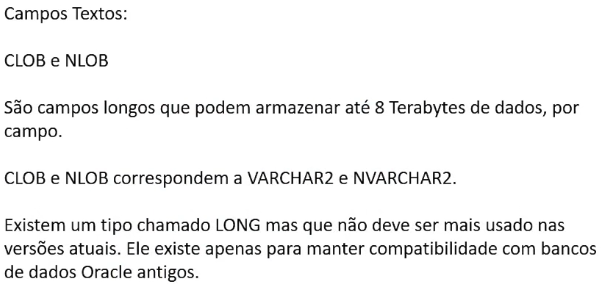 Campos Textos:
CLOB e NLOB
São campos longos que podem armazenar até 8 Terabytes de dados, por
campo.
CLOB e NLOB correspondem a VARCHAR2 e NVARCHAR2.
Existem um tipo chamado LONG mas que não deve ser mais usado nas
versões atuais. Ele existe apenas para manter compatibilidade com bancos
de dados Oracle antigos.